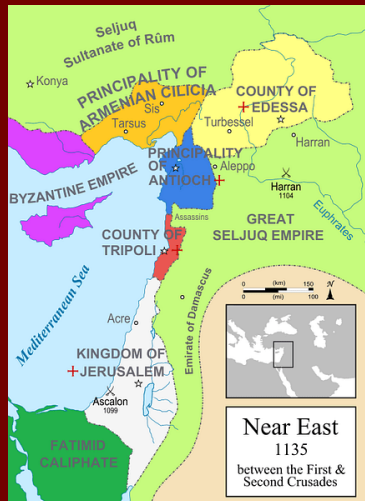 Seljuq
Sultanate of Rûm
Konya
PRINCIPALITY OF
ARMENIAN CILICIA
Sis
Tarsus
COUNTY OF
EDESSA
Turbessel
Harran
PRINCIPALITY
OF
ANTIOCH
Aleppo
Harran
1104
BYZANTINE EMPIRE
Euphrates
Assassins
GREAT
SELJUQ EMPIRE
COUNTY OF
TRIPOLI
Mediterranean Sea
Emirate of Damascus
0 (km) 150
0 (mi) 100
N
Acre
KINGDOM OF
JERUSALEM
Ascalon
1099
FATIMID
CALIPHATE
Near East
1135
between the First &
Second Crusades